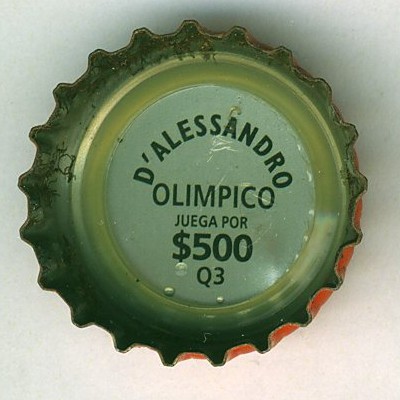 D'ALESSANDRO
OLIMPICO
JUEGA POR
$500
Q3